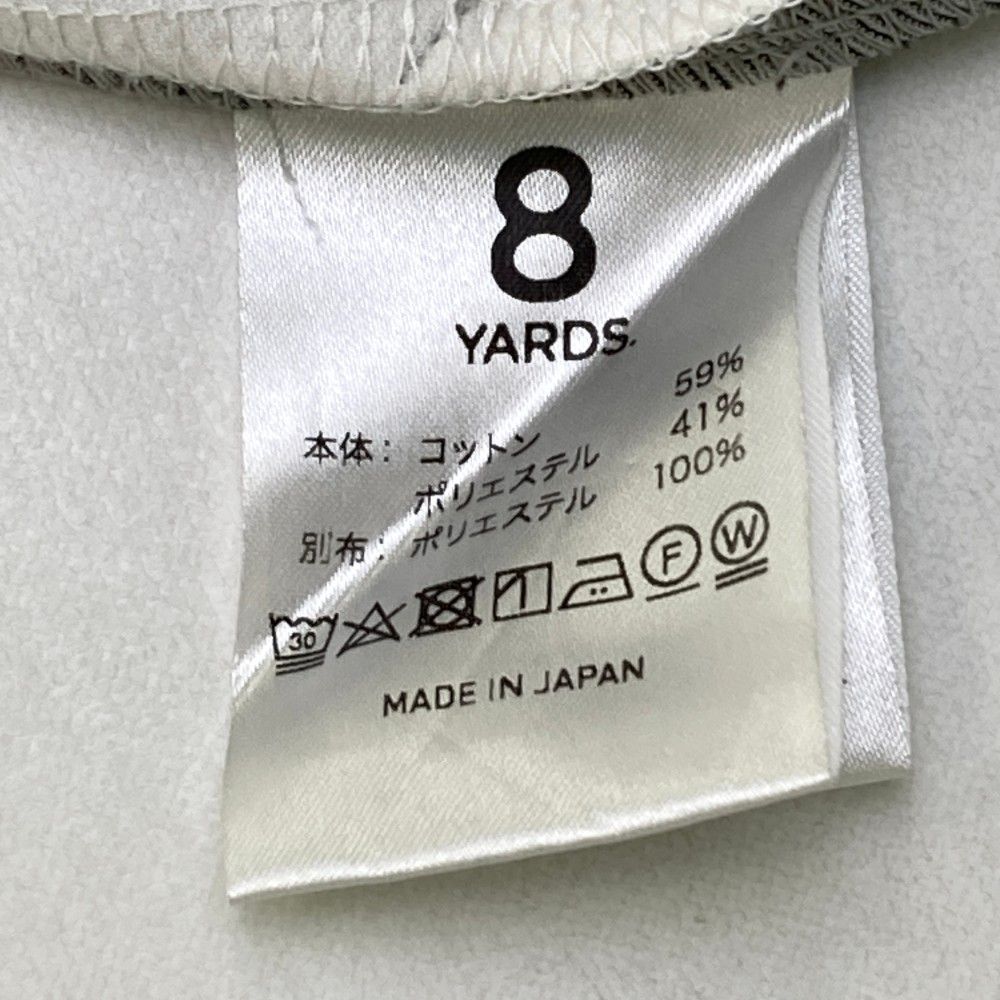 8
YARDS.
本体： コットン 59%
ポリエステル 41%
別布： ポリエステル 100%
30 F W
MADE IN JAPAN